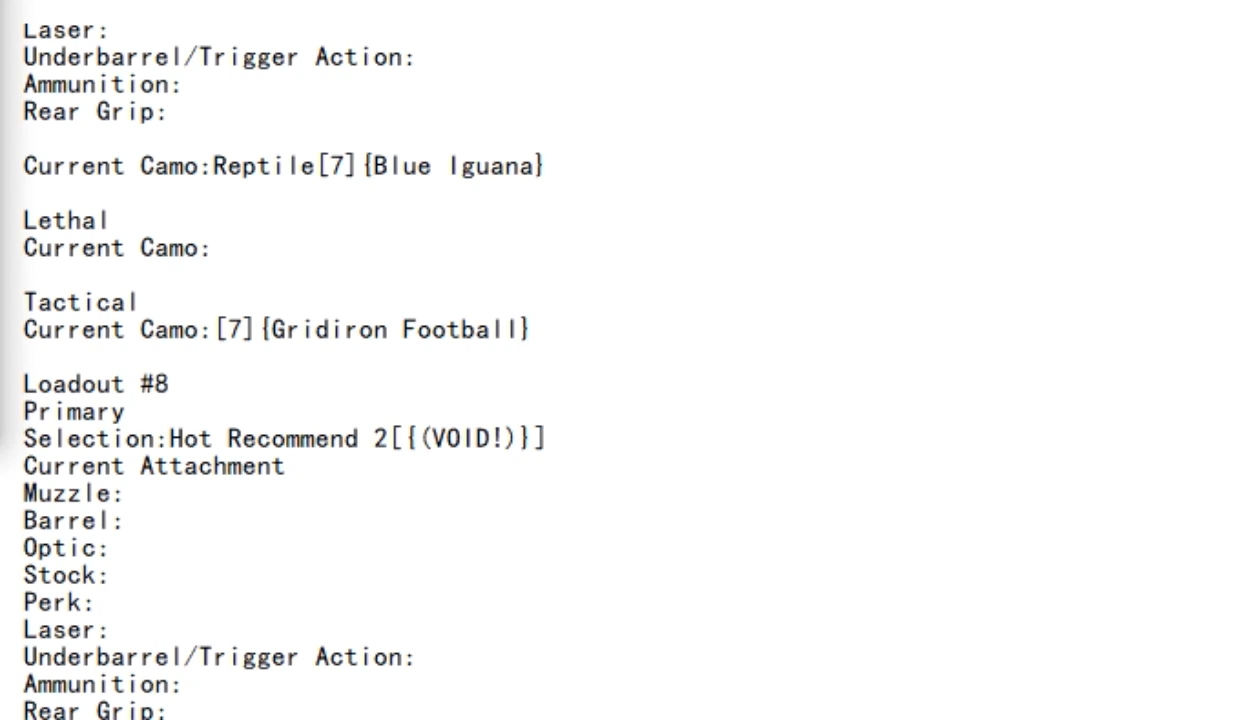 Laser:
Underbarrel/Trigger Action:
Ammunition:
Rear Grip:
Current Camo:Reptile[7]{Blue Iguana}
Lethal
Current Camo:
Tactical
Current Camo:[7]{Gridiron Football}
Loadout #8
Primary
Selection:Hot Recommend 2[{(VOID!)}]
Current Attachment
Muzzle:
Barrel:
Optic:
Stock:
Perk:
Laser:
Underbarrel/Trigger Action:
Ammunition:
Rear Grip: